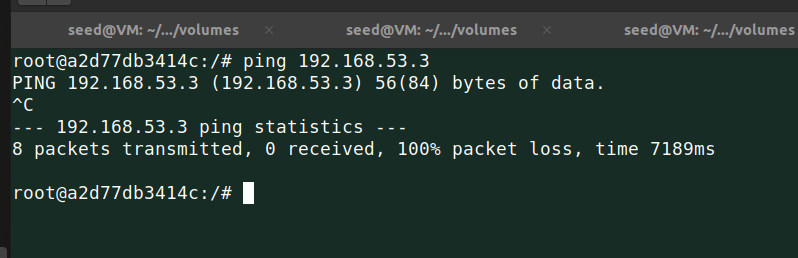 seed@VM: ~/.../volumes × seed@VM: ~/.../volumes × seed@VM: ~/.../volumes
root@a2d77db3414c:/# ping 192.168.53.3
PING 192.168.53.3 (192.168.53.3) 56(84) bytes of data.
^C
--- 192.168.53.3 ping statistics ---
8 packets transmitted, 0 received, 100% packet loss, time 7189ms
root@a2d77db3414c:/#